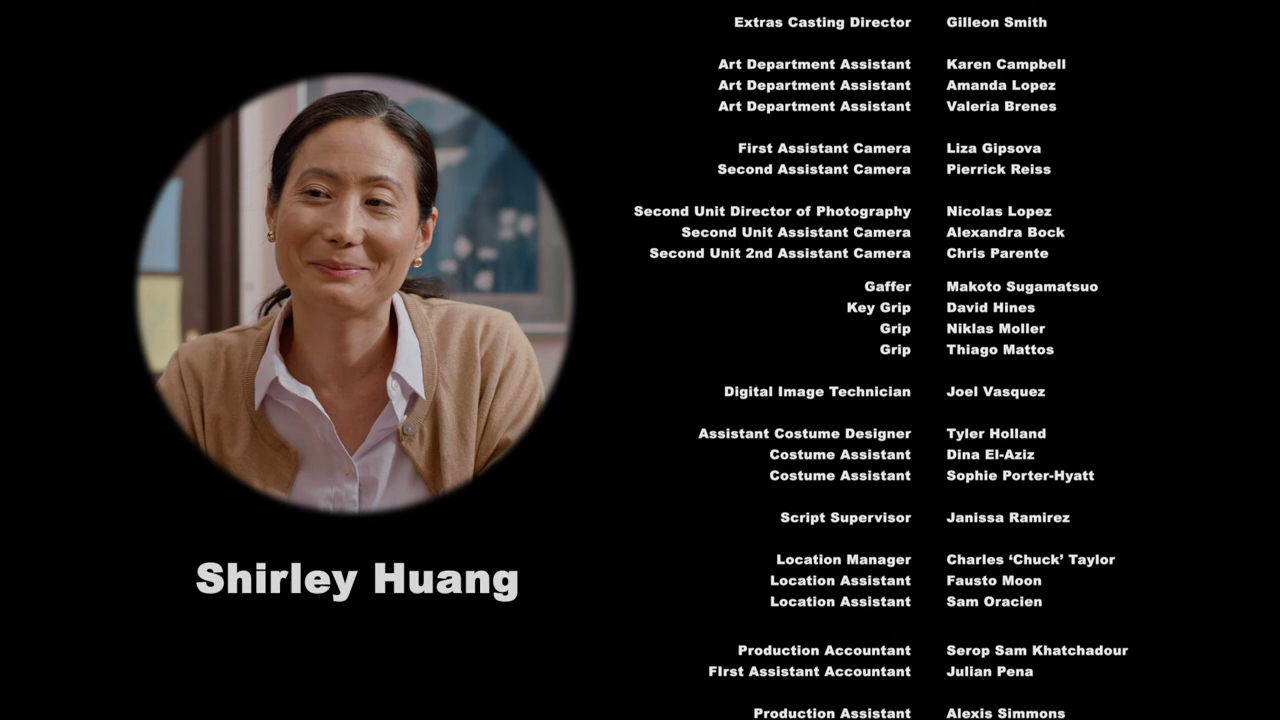 Extras Casting Director Gilleon Smith
Art Department Assistant Karen Campbell
Art Department Assistant Amanda Lopez
Art Department Assistant Valeria Brenes
First Assistant Camera Liza Gipsova
Second Assistant Camera Pierrick Reiss
Second Unit Director of Photography Nicolas Lopez
Second Unit Assistant Camera Alexandra Bock
Second Unit 2nd Assistant Camera Chris Parente
Gaffer Makoto Sugamatsuo
Key Grip David Hines
Grip Niklas Moller
Grip Thiago Mattos
Digital Image Technician Joel Vasquez
Assistant Costume Designer Tyler Holland
Costume Assistant Dina El-Aziz
Costume Assistant Sophie Porter-Hyatt
Script Supervisor Janissa Ramirez
Location Manager Charles ‘Chuck’ Taylor
Location Assistant Fausto Moon
Location Assistant Sam Oracien
Production Accountant Serop Sam Khatchadour
FIrst Assistant Accountant Julian Pena
Production Assistant Alexis Simmons
Shirley Huang